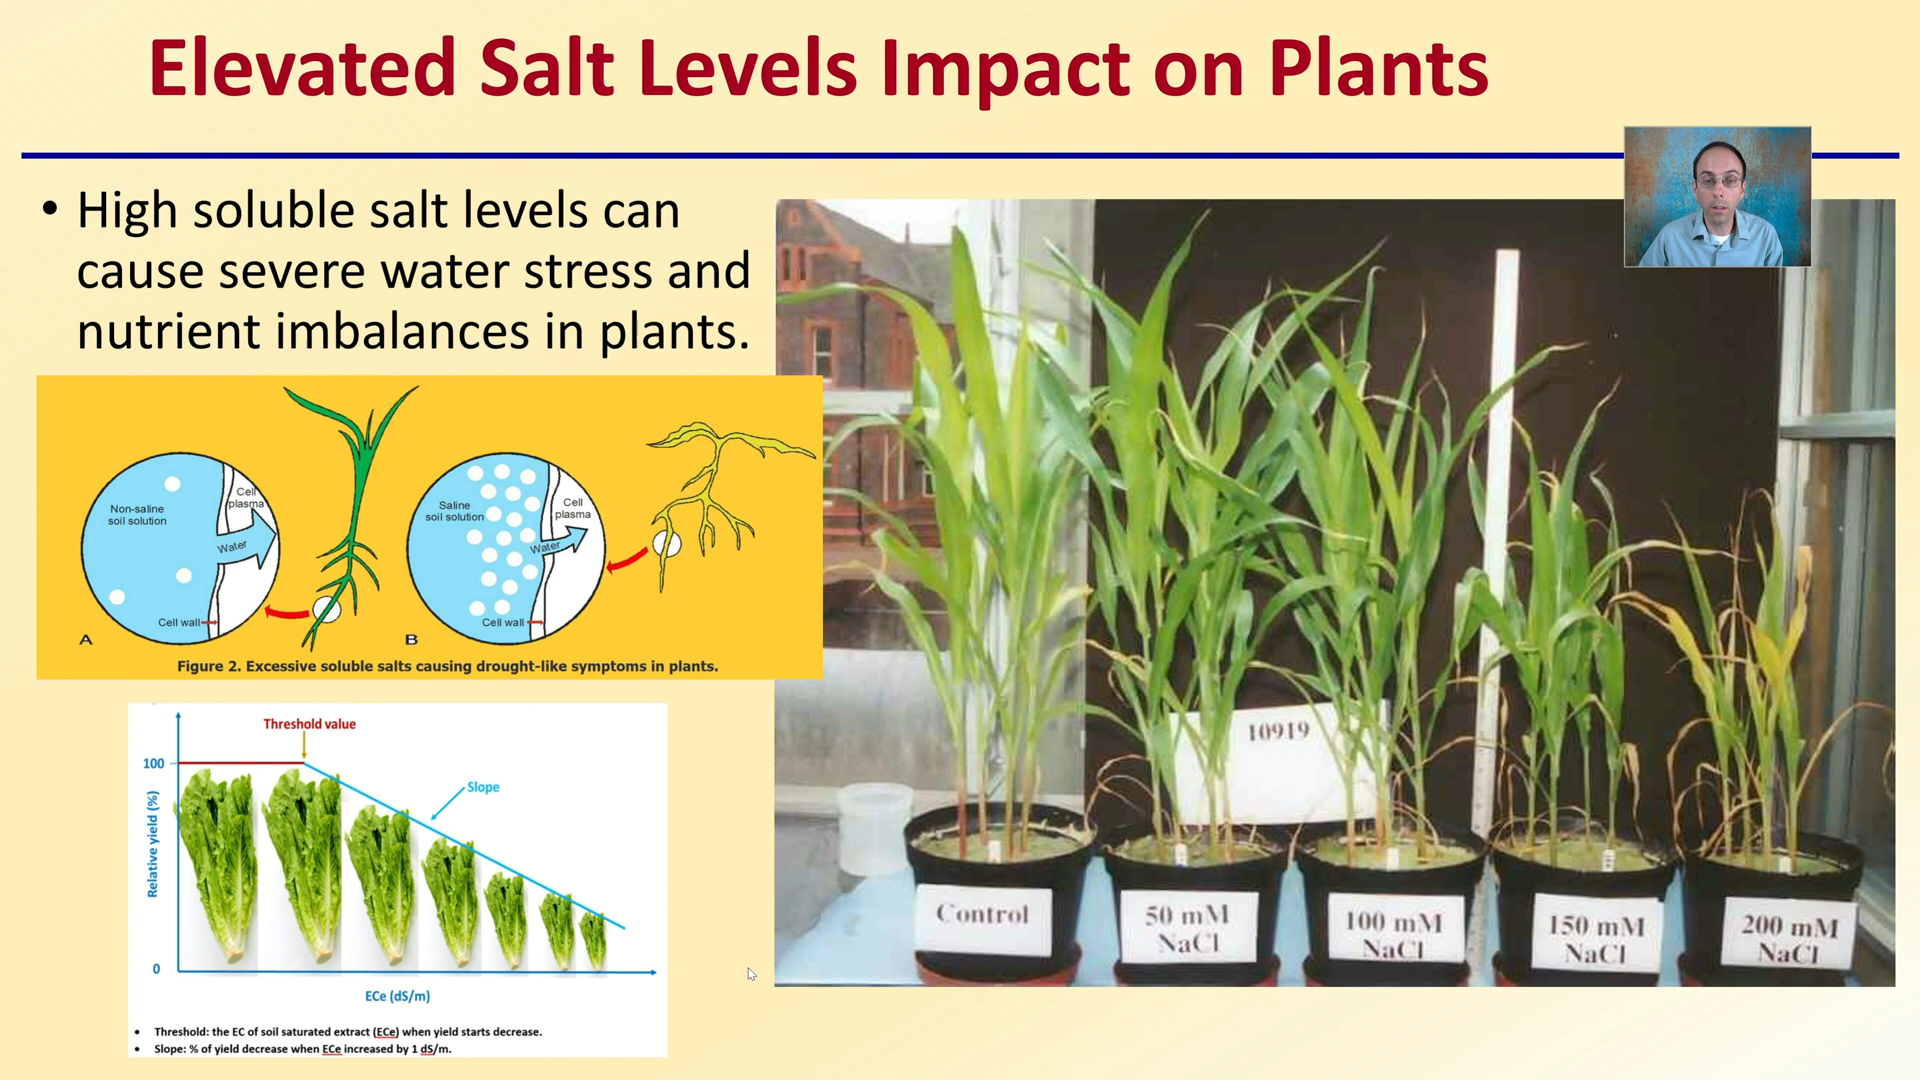 Elevated Salt Levels Impact on Plants
• High soluble salt levels can
cause severe water stress and
nutrient imbalances in plants.
Non-saline
soil solution
Cell
plasma
Water
Cell wall
A
Saline
soil solution
Cell
plasma
Water
Cell wall
B
Figure 2. Excessive soluble salts causing drought-like symptoms in plants.
Threshold value
100
Slope
Relative yield (%)
0
ECe (dS/m)
• Threshold: the EC of soil saturated extract (ECe) when yield starts decrease.
• Slope: % of yield decrease when ECe increased by 1 dS/m.
10919
Control
50 mM
NaCl
100 mM
NaCl
150 mM
NaCl
200 mM
NaCl